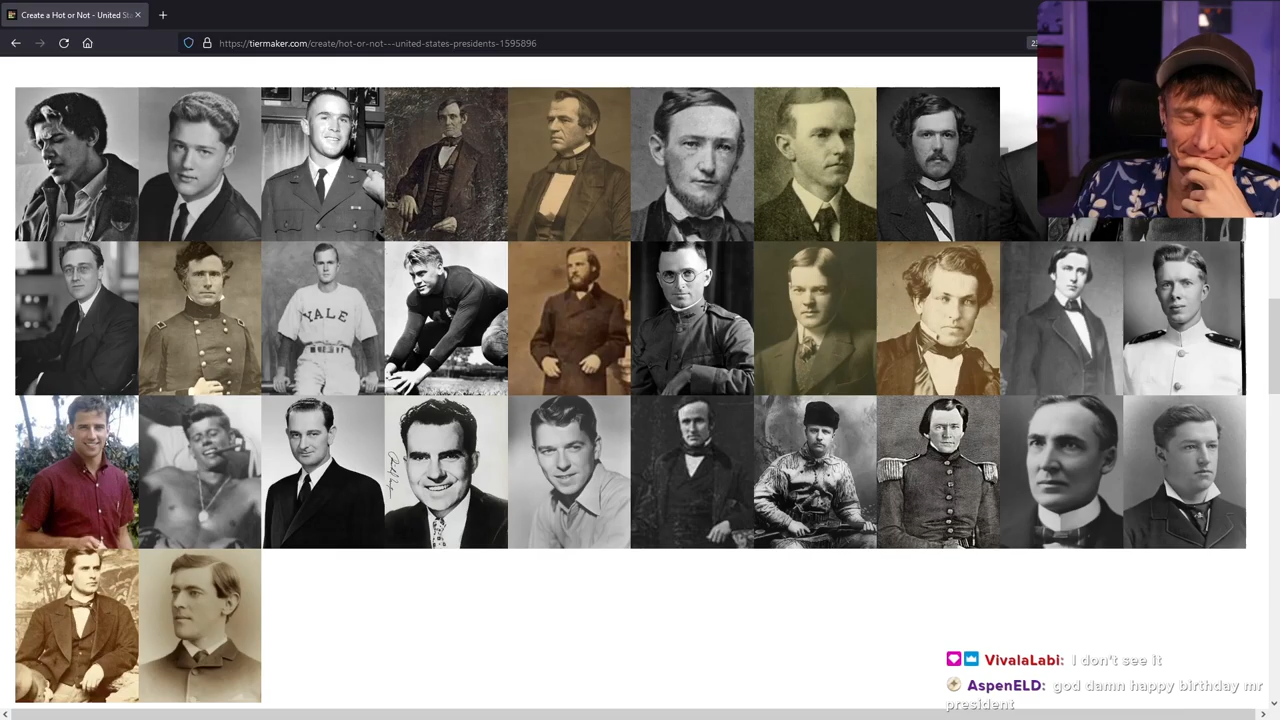 Create a Hot or Not - United St
https://tiermaker.com/create/hot-or-not---united-states-presidents-1595896
YALE
VivalaLabi: I don't see it
AspenELD: god damn happy birthday mr
president